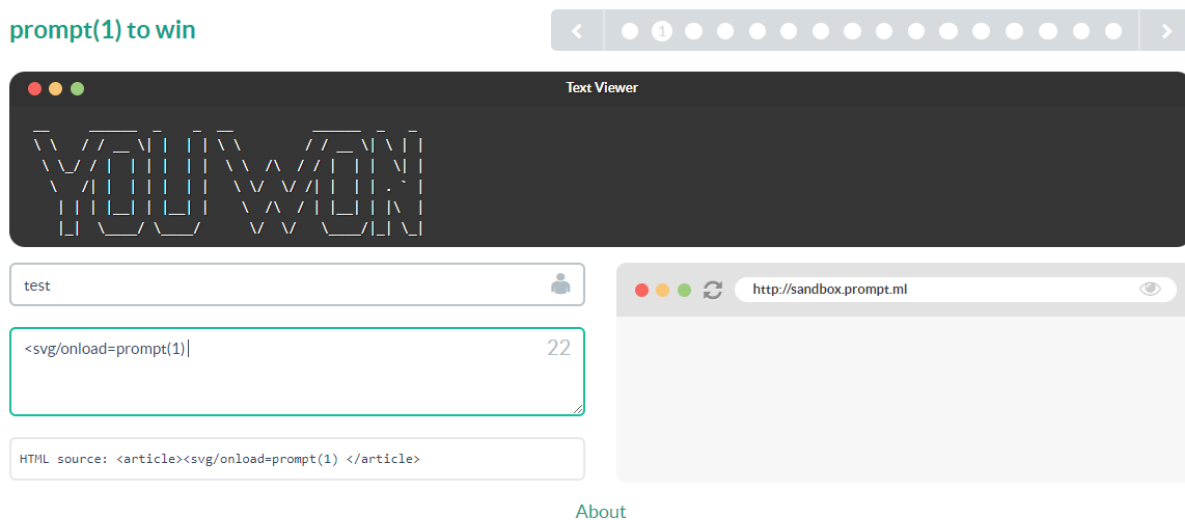 prompt(1) to win
1
Text Viewer
YOU WON
test
<svg/onload=prompt(1)
22
http://sandbox.prompt.ml
HTML source: <article><svg/onload=prompt(1) </article>
About